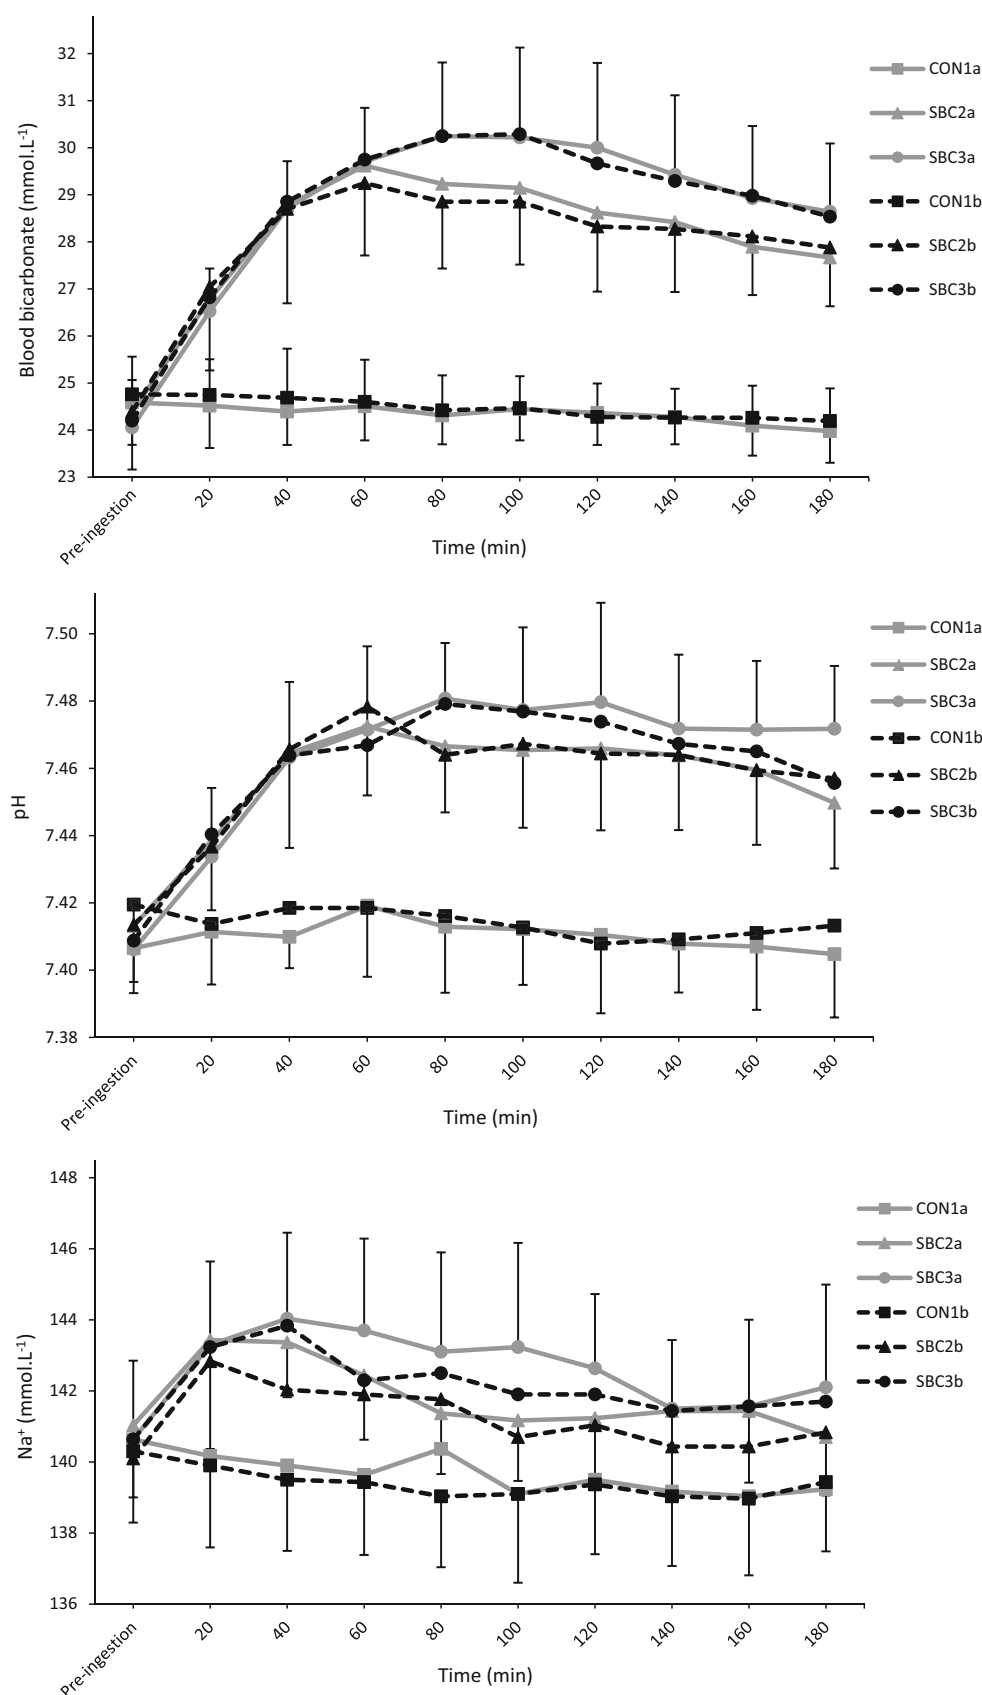 Blood bicarbonate (mmol.L⁻¹)
32
31
30
29
28
27
26
25
24
23
Pre-ingestion 20 40 60 80 100 120 140 160 180
Time (min)
CON1a
SBC2a
SBC3a
CON1b
SBC2b
SBC3b
pH
7.50
7.48
7.46
7.44
7.42
7.40
7.38
Pre-ingestion 20 40 60 80 100 120 140 160 180
Time (min)
CON1a
SBC2a
SBC3a
CON1b
SBC2b
SBC3b
Na⁺ (mmol.L⁻¹)
148
146
144
142
140
138
136
Pre-ingestion 20 40 60 80 100 120 140 160 180
Time (min)
CON1a
SBC2a
SBC3a
CON1b
SBC2b
SBC3b